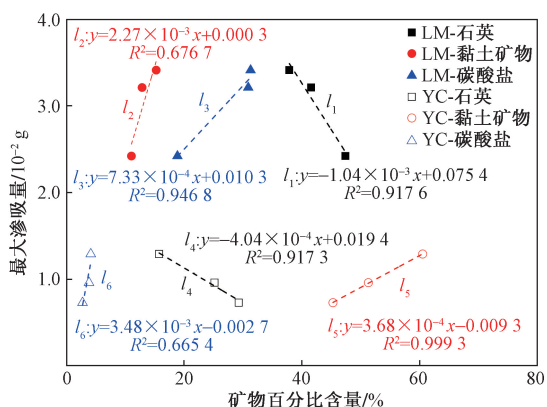 4.0
3.0
2.0
1.0
0
20
40
60
80
最大渗吸量/10⁻² g
矿物百分比含量/%
l₂:y=2.27×10⁻³x+0.000 3
R²=0.676 7
LM-石英
LM-黏土矿物
LM-碳酸盐
YC-石英
YC-黏土矿物
YC-碳酸盐
l₂
l₃
l₁
l₃:y=7.33×10⁻⁴x+0.010 3
R²=0.946 8
l₁:y=−1.04×10⁻³x+0.075 4
R²=0.917 6
l₄:y=−4.04×10⁻⁴x+0.019 4
R²=0.917 3
l₆
l₄
l₅
l₆:y=3.48×10⁻³x-0.002 7
R²=0.665 4
l₅:y=3.68×10⁻⁴x−0.009 3
R²=0.999 3